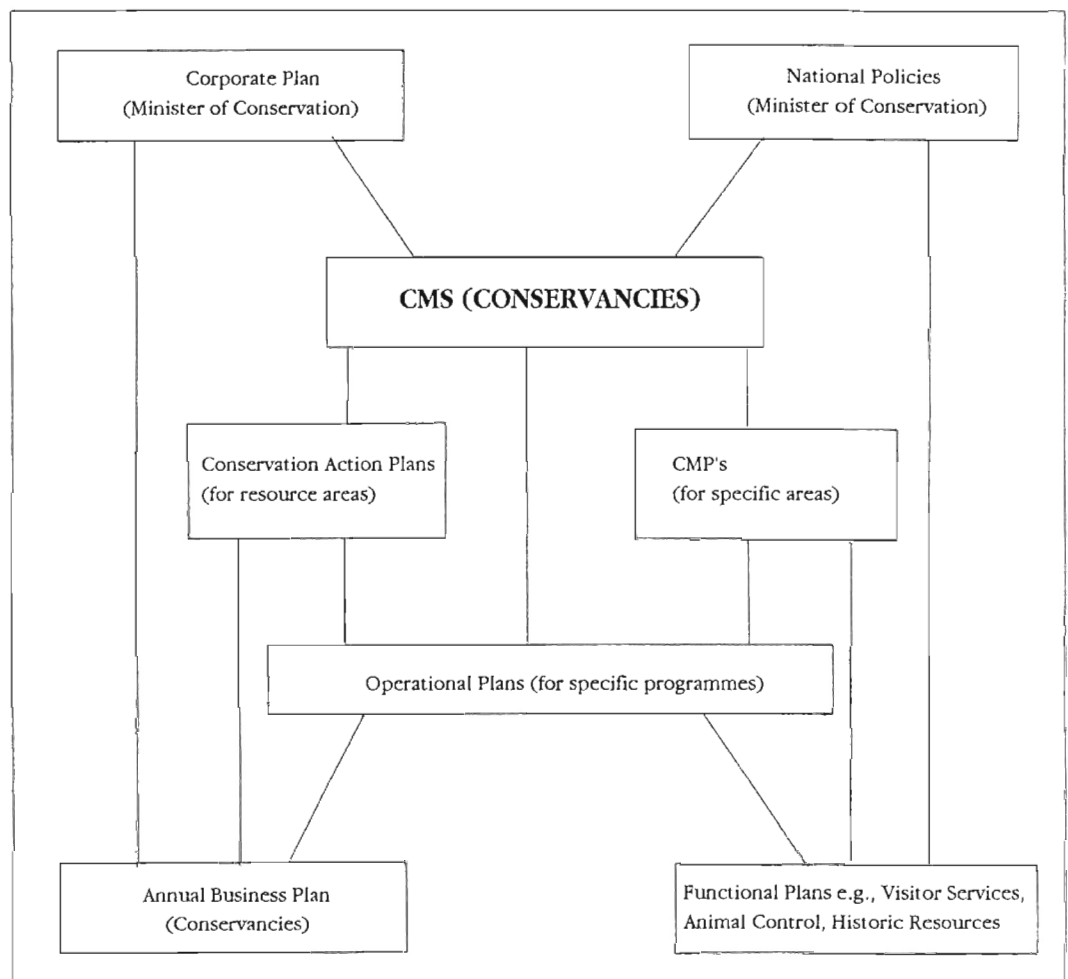 Corporate Plan
(Minister of Conservation)
National Policies
(Minister of Conservation)
CMS (CONSERVANCIES)
Conservation Action Plans
(for resource areas)
CMP's
(for specific areas)
Operational Plans (for specific programmes)
Annual Business Plan
(Conservancies)
Functional Plans e.g., Visitor Services,
Animal Control, Historic Resources